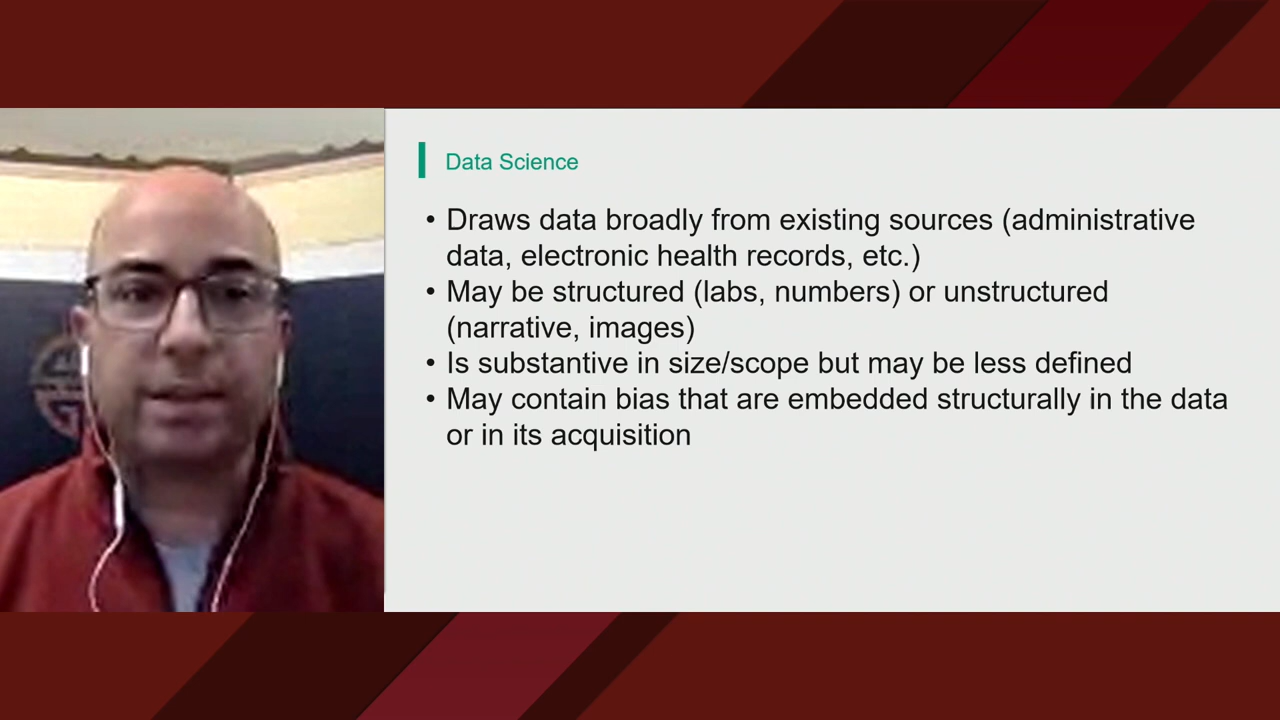 Data Science
• Draws data broadly from existing sources (administrative
data, electronic health records, etc.)
• May be structured (labs, numbers) or unstructured
(narrative, images)
• Is substantive in size/scope but may be less defined
• May contain bias that are embedded structurally in the data
or in its acquisition